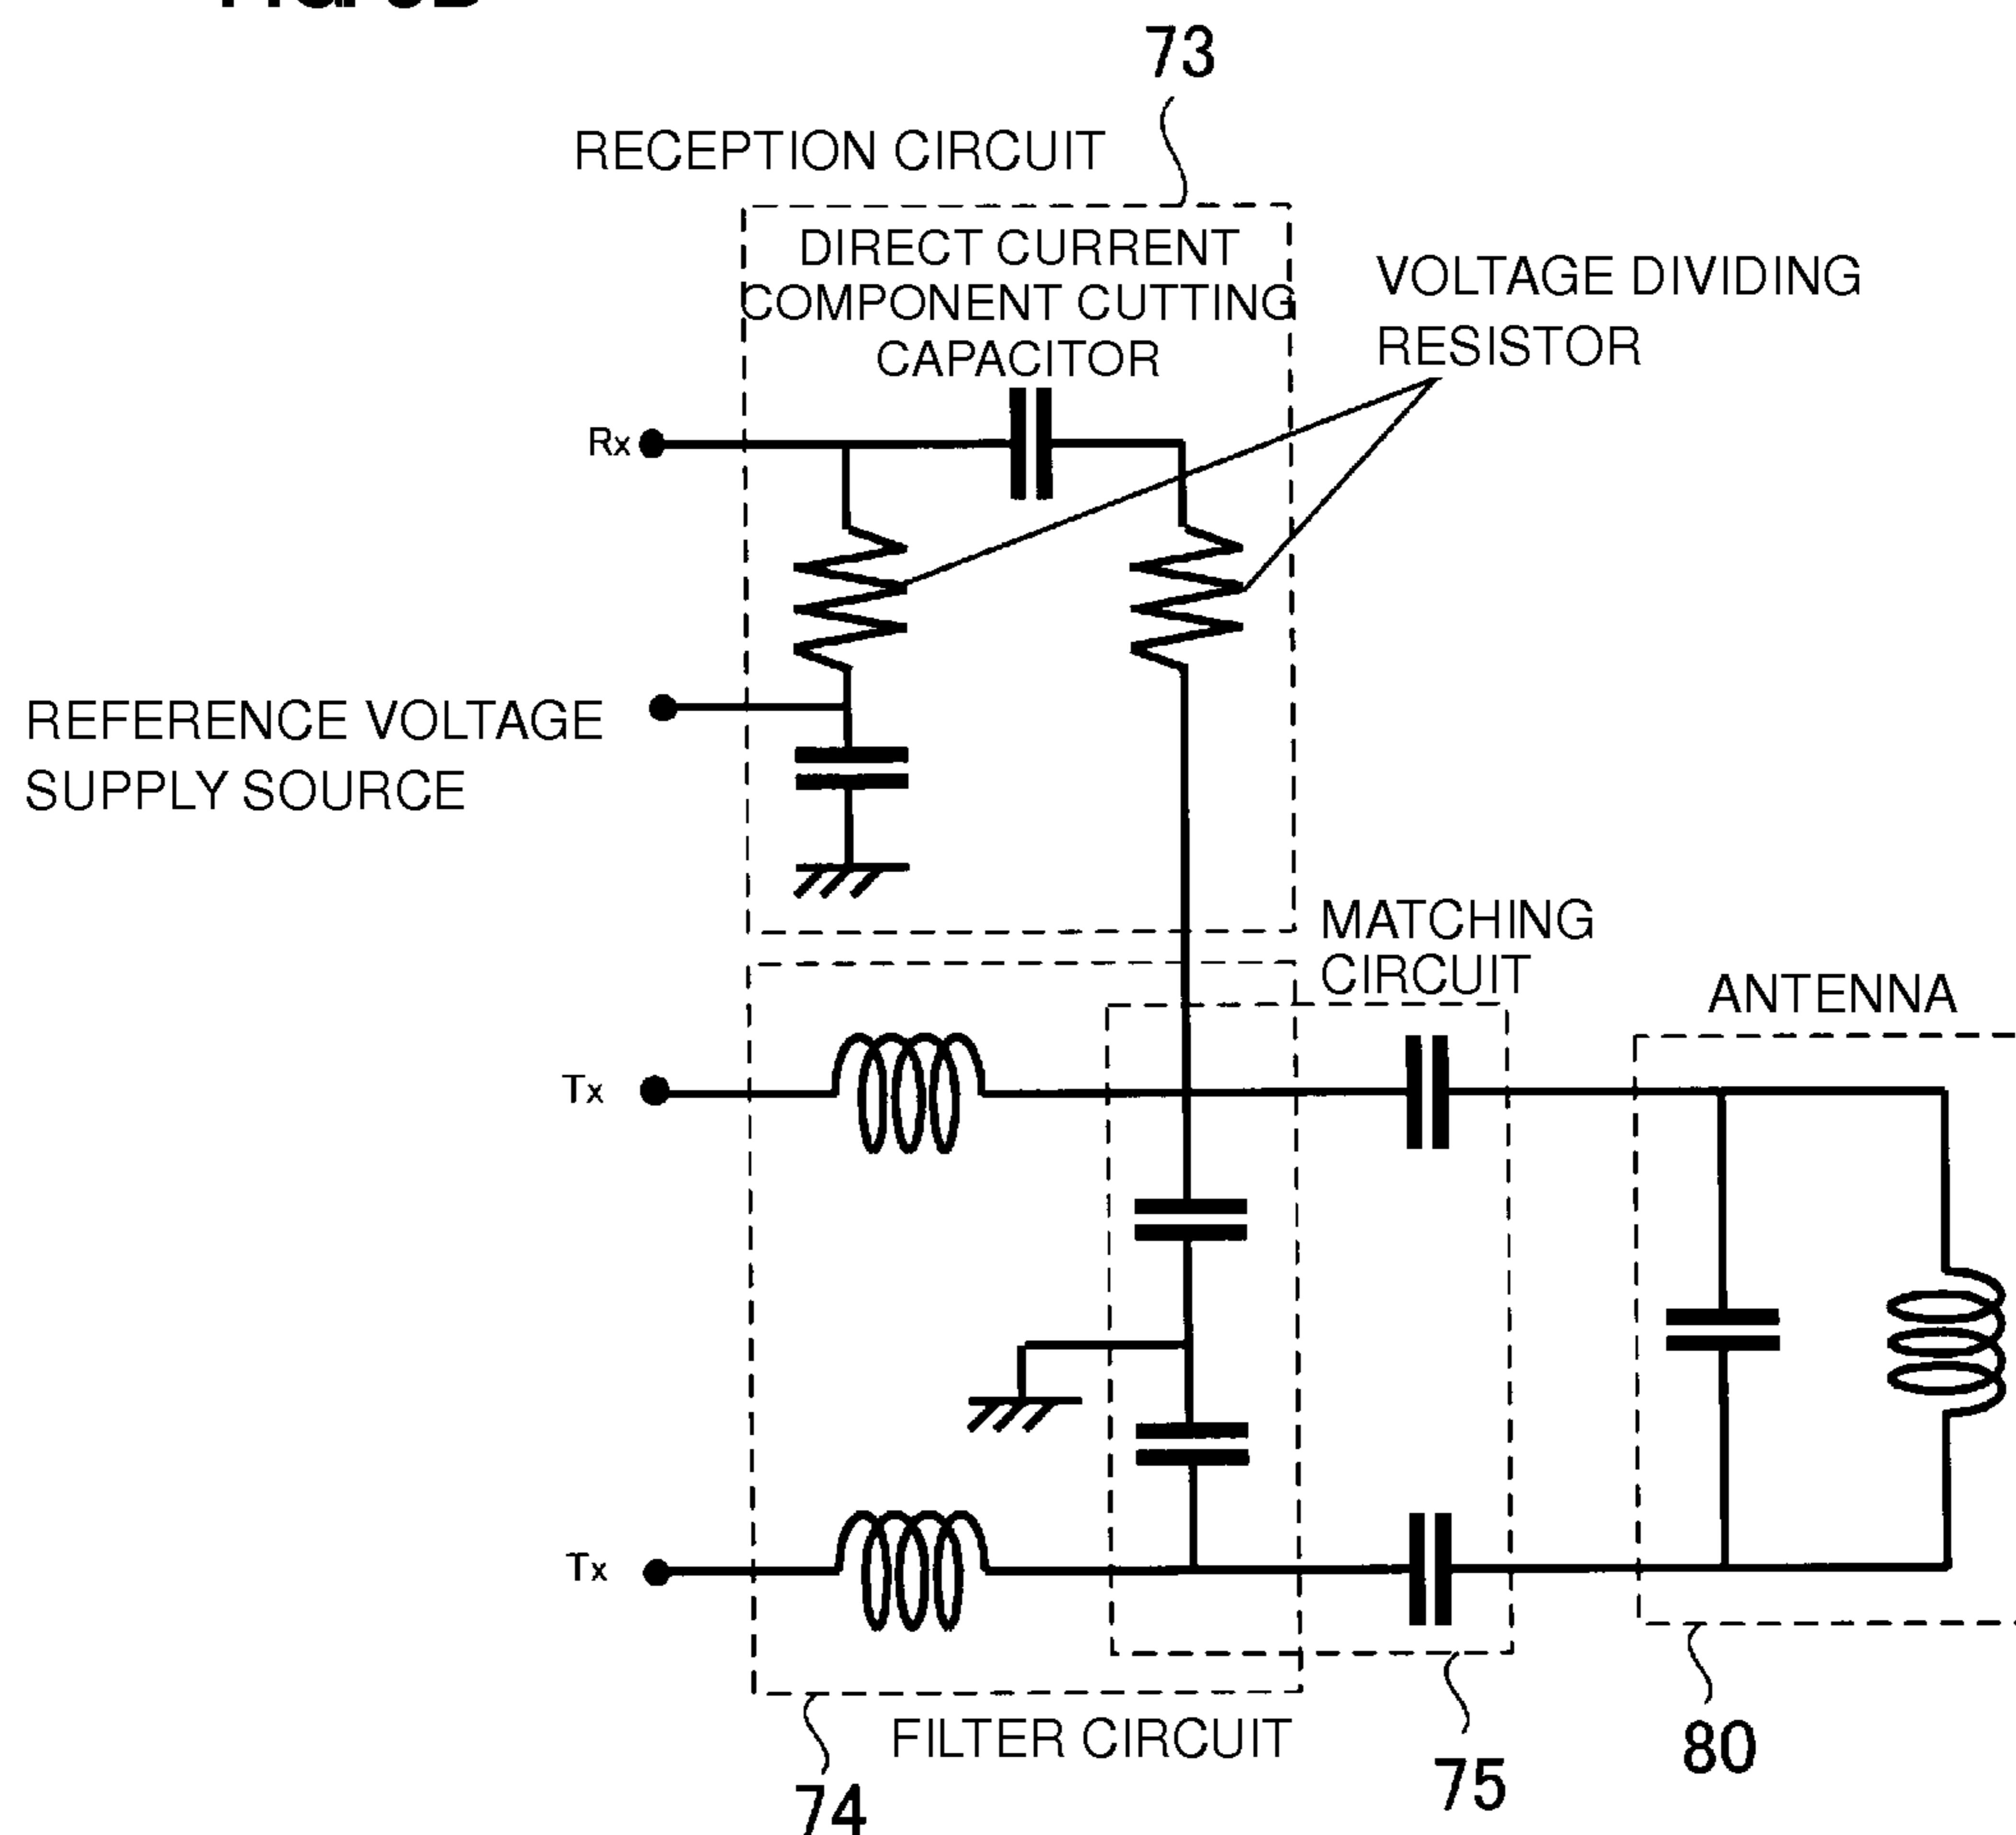 73
RECEPTION CIRCUIT
DIRECT CURRENT
COMPONENT CUTTING
CAPACITOR
VOLTAGE DIVIDING
RESISTOR
Rx
REFERENCE VOLTAGE
SUPPLY SOURCE
MATCHING
CIRCUIT
ANTENNA
Tx
Tx
FILTER CIRCUIT
74
75
80